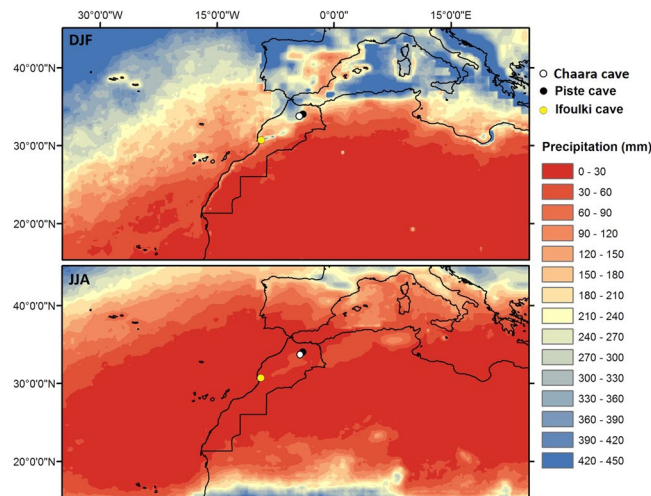 30°0'0"W 15°0'0"W 0°0'0" 15°0'0"E
DJF
40°0'0"N
30°0'0"N
20°0'0"N
JJA
40°0'0"N
30°0'0"N
20°0'0"N
Chaara cave
Piste cave
Ifoulki cave
Precipitation (mm)
0 - 30
30 - 60
60 - 90
90 - 120
120 - 150
150 - 180
180 - 210
210 - 240
240 - 270
270 - 300
300 - 330
330 - 360
360 - 390
390 - 420
420 - 450